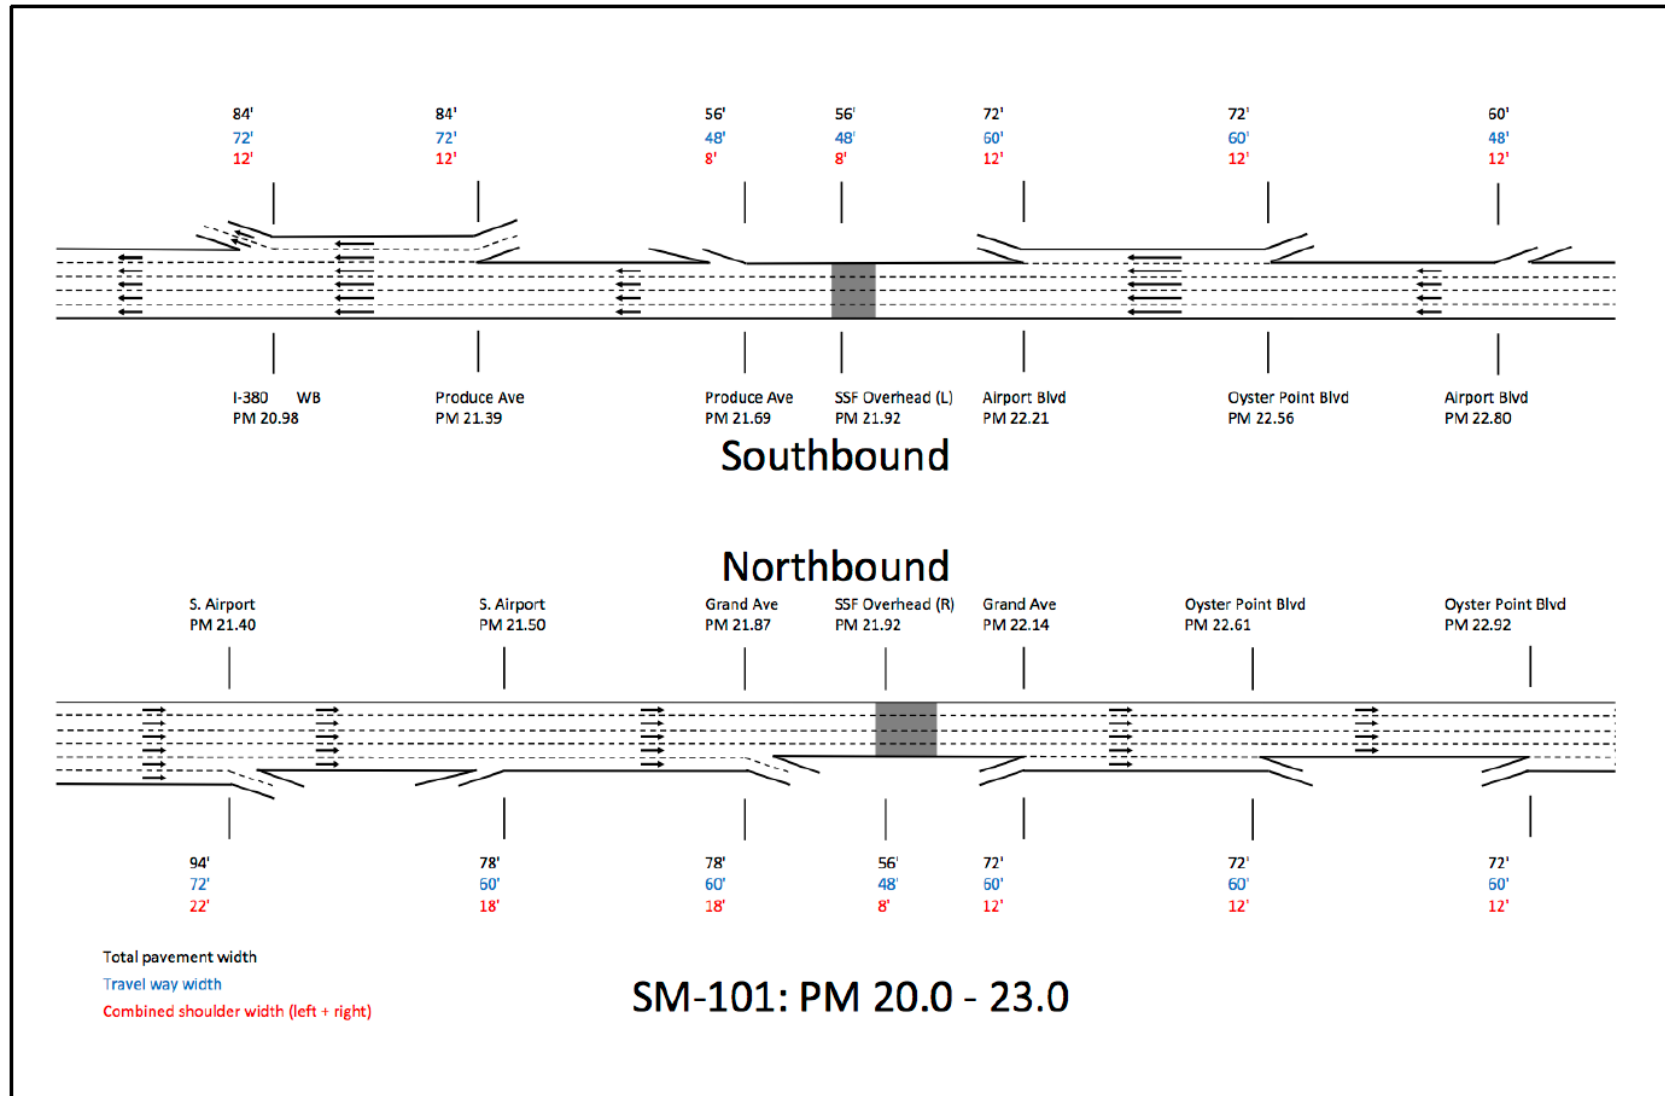 84' 84' 56' 56' 72' 72' 60'
72' 72' 48' 48' 60' 60' 48'
12' 12' 8' 8' 12' 12' 12'
I-380 WB Produce Ave Produce Ave SSF Overhead (L) Airport Blvd Oyster Point Blvd Airport Blvd
PM 20.98 PM 21.39 PM 21.69 PM 21.92 PM 22.21 PM 22.56 PM 22.80
Southbound
Northbound
S. Airport S. Airport Grand Ave SSF Overhead (R) Grand Ave Oyster Point Blvd Oyster Point Blvd
PM 21.40 PM 21.50 PM 21.87 PM 21.92 PM 22.14 PM 22.61 PM 22.92
94' 78' 78' 56' 72' 72' 72'
72' 60' 60' 48' 60' 60' 60'
22' 18' 18' 8' 12' 12' 12'
Total pavement width
Travel way width
Combined shoulder width (left + right)
SM-101: PM 20.0 - 23.0